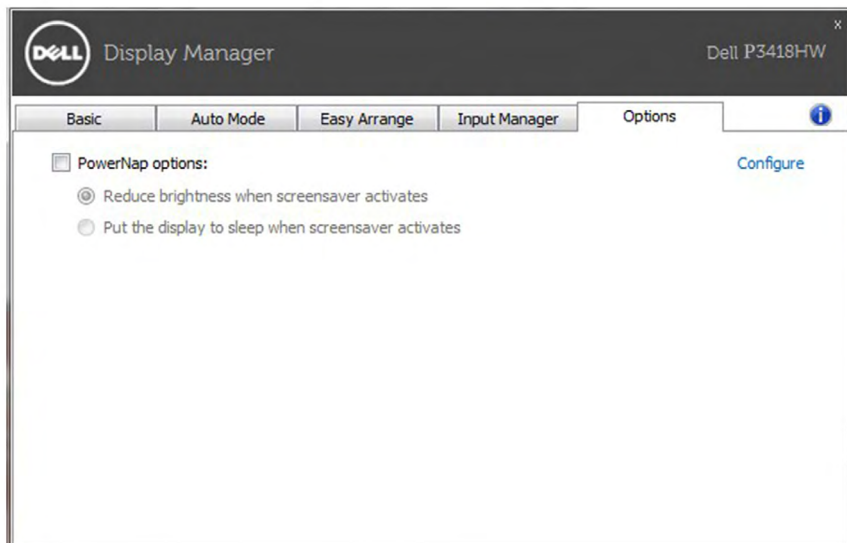 DELL Display Manager
x
Dell P3418HW
Basic Auto Mode Easy Arrange Input Manager Options
PowerNap options:
Configure
Reduce brightness when screensaver activates
Put the display to sleep when screensaver activates